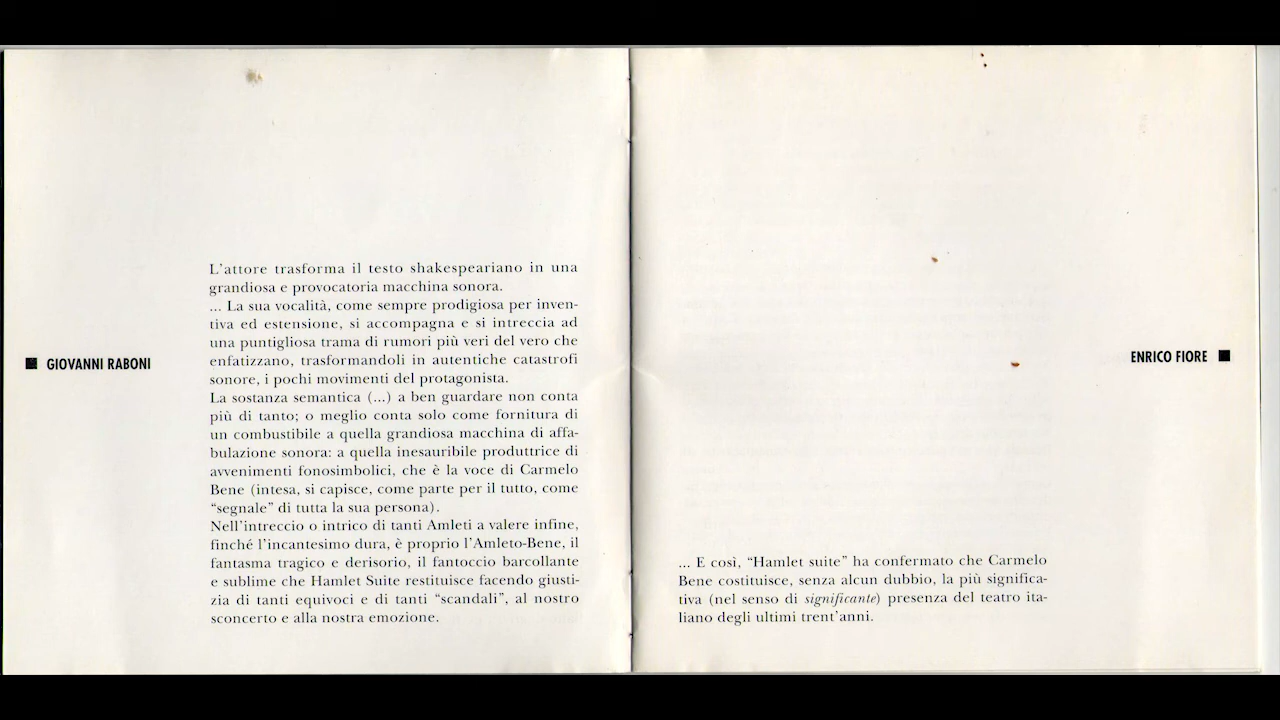 ■ GIOVANNI RABONI
L'attore trasforma il testo shakespeariano in una
grandiosa e provocatoria macchina sonora.
... La sua vocalità, come sempre prodigiosa per inven-
tiva ed estensione, si accompagna e si intreccia ad
una puntigliosa trama di rumori più veri del vero che
enfatizzano, trasformandoli in autentiche catastrofi
sonore, i pochi movimenti del protagonista.
La sostanza semantica (...) a ben guardare non conta
più di tanto; o meglio conta solo come fornitura di
un combustibile a quella grandiosa macchina di affa-
bulazione sonora: a quella inesauribile produttrice di
avvenimenti fonosimbolici, che è la voce di Carmelo
Bene (intesa, si capisce, come parte per il tutto, come
“segnale” di tutta la sua persona).
Nell'intreccio o intrico di tanti Amleti a valere infine,
finché l'incantesimo dura, è proprio l'Amleto-Bene, il
fantasma tragico e derisorio, il fantoccio barcollante
e sublime che Hamlet Suite restituisce facendo giusti-
zia di tanti equivoci e di tanti “scandali”, al nostro
sconcerto e alla nostra emozione.
ENRICO FIORE ■
... E così, “Hamlet suite” ha confermato che Carmelo
Bene costituisce, senza alcun dubbio, la più significa-
tiva (nel senso di significante) presenza del teatro ita-
liano degli ultimi trent'anni.